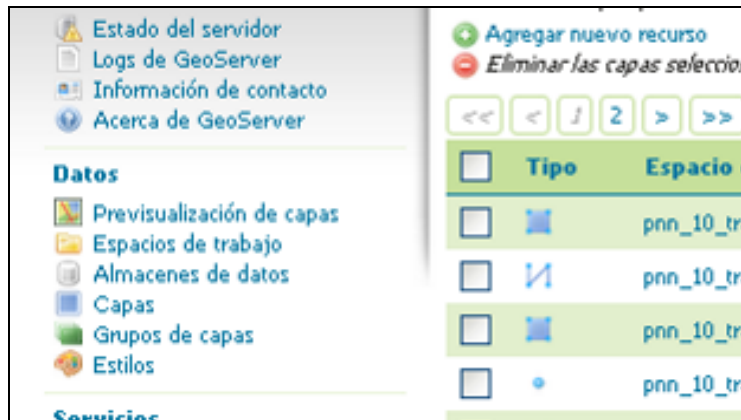 Estado del servidor
Logs de GeoServer
Información de contacto
Acerca de GeoServer
Datos
Previsualización de capas
Espacios de trabajo
Almacenes de datos
Capas
Grupos de capas
Estilos
Servicios
Agregar nuevo recurso
Eliminar las capas seleccion
<< < 1 2 > >>
Tipo Espacio
pnn_10_tr
pnn_10_tr
pnn_10_tr
pnn_10_tr